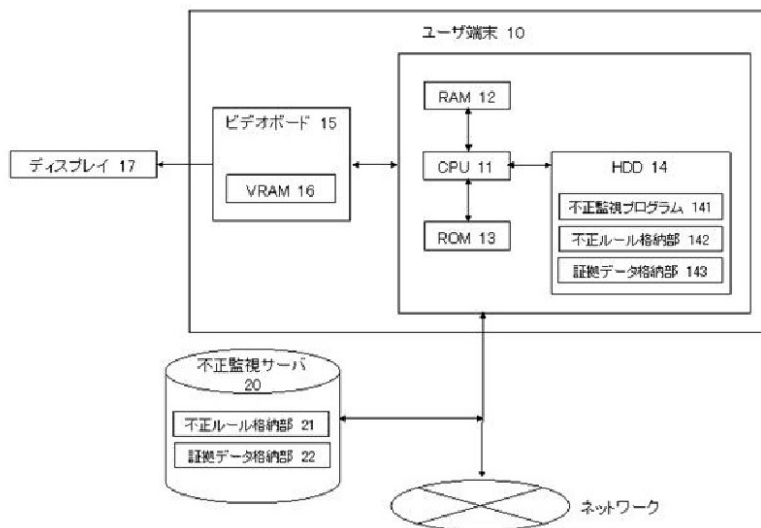 ユーザ端末 10
RAM 12
ビデオボード 15
ディスプレイ 17
CPU 11
HDD 14
VRAM 16
不正監視プログラム 141
ROM 13
不正ルール格納部 142
証拠データ格納部 143
不正監視サーバ
20
不正ルール格納部 21
証拠データ格納部 22
ネットワーク